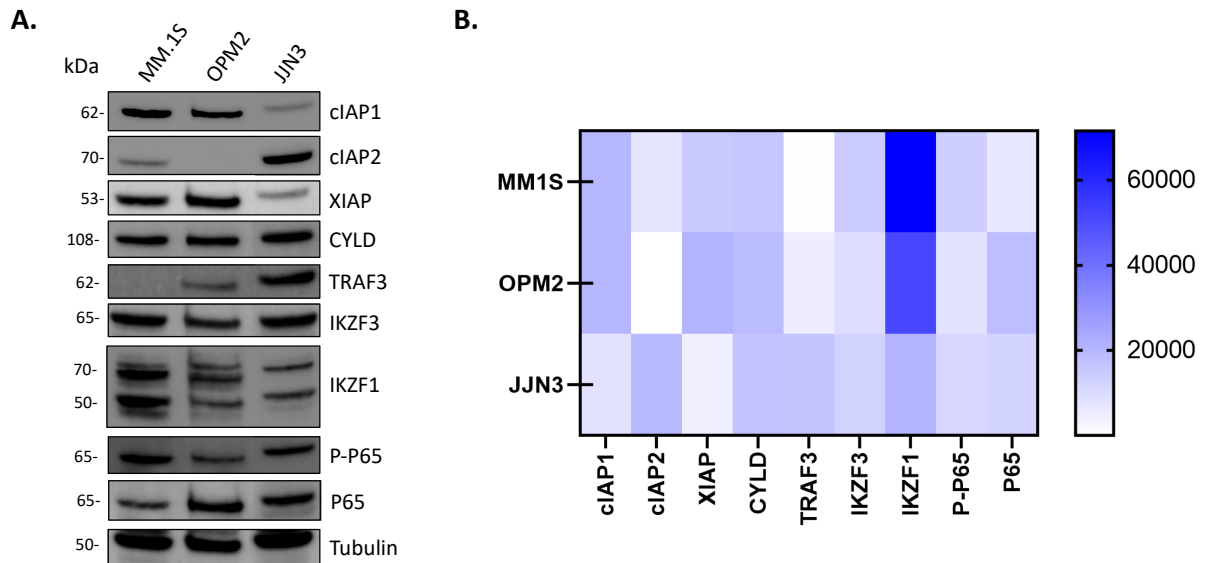 A.
B.
kDa
MM.1S
OPM2
JJN3
62-
cIAP1
70-
cIAP2
53-
XIAP
108-
CYLD
62-
TRAF3
65-
IKZF3
70-
50-
IKZF1
65-
P-P65
65-
P65
50-
Tubulin
MM1S
OPM2
JJN3
cIAP1
cIAP2
XIAP
CYLD
TRAF3
IKZF3
IKZF1
P-P65
P65
60000
40000
20000